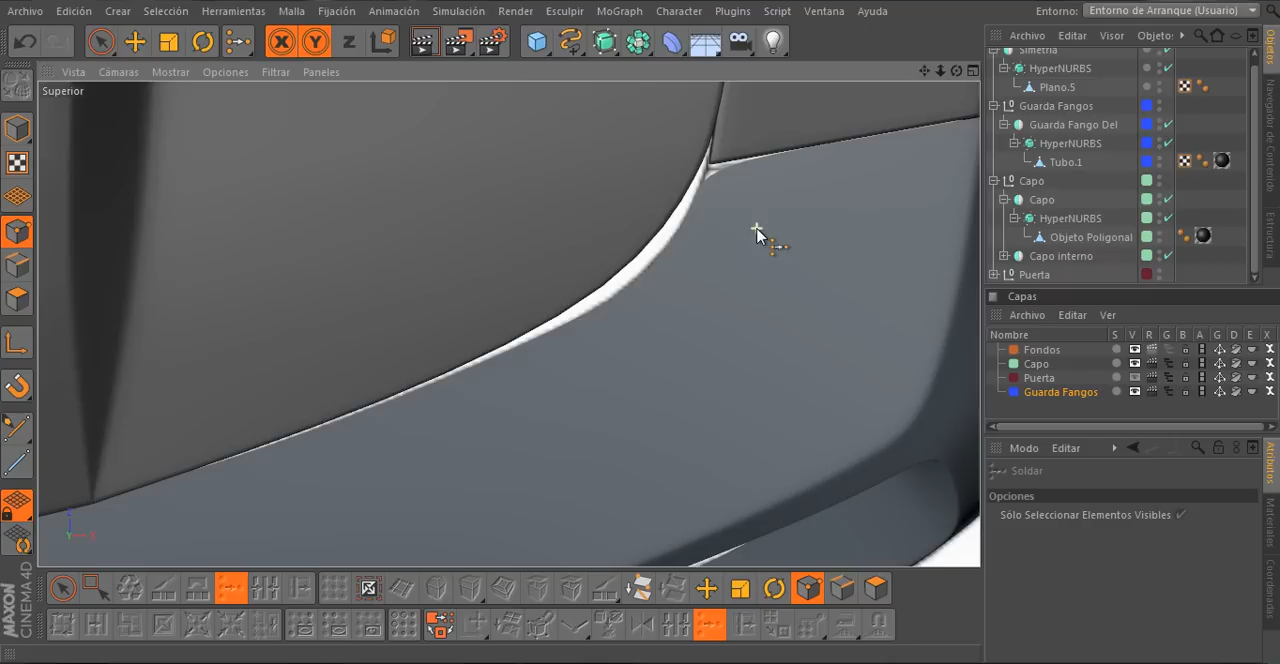 Archivo Edición Crear Selección Herramientas Malla Fijación Animación Simulación Render Esculpir MoGraph Character Plugins Script Ventana Ayuda Entorno: Entorno de Arranque (Usuario)
Archivo Editar Visor Objetos
Vista Cámaras Mostrar Opciones Filtrar Paneles
Superior
Simetria
HyperNURBS
Plano.5
Guarda Fangos
Guarda Fango Del
HyperNURBS
Tubo.1
Capo
Capo
HyperNURBS
Objeto Poligonal
Capo interno
Puerta
Capas
Archivo Editar Ver
Nombre S V R G B A G D E X
Fondos
Capo
Puerta
Guarda Fangos
Modo Editar
Soldar
Opciones
Sólo Seleccionar Elementos Visibles
X Y Z
Z
Y X
MAXON
CINEMA 4D
Objetos
Navegador de Contenido
Estructura
Atributos
Materiales
Coordenadas